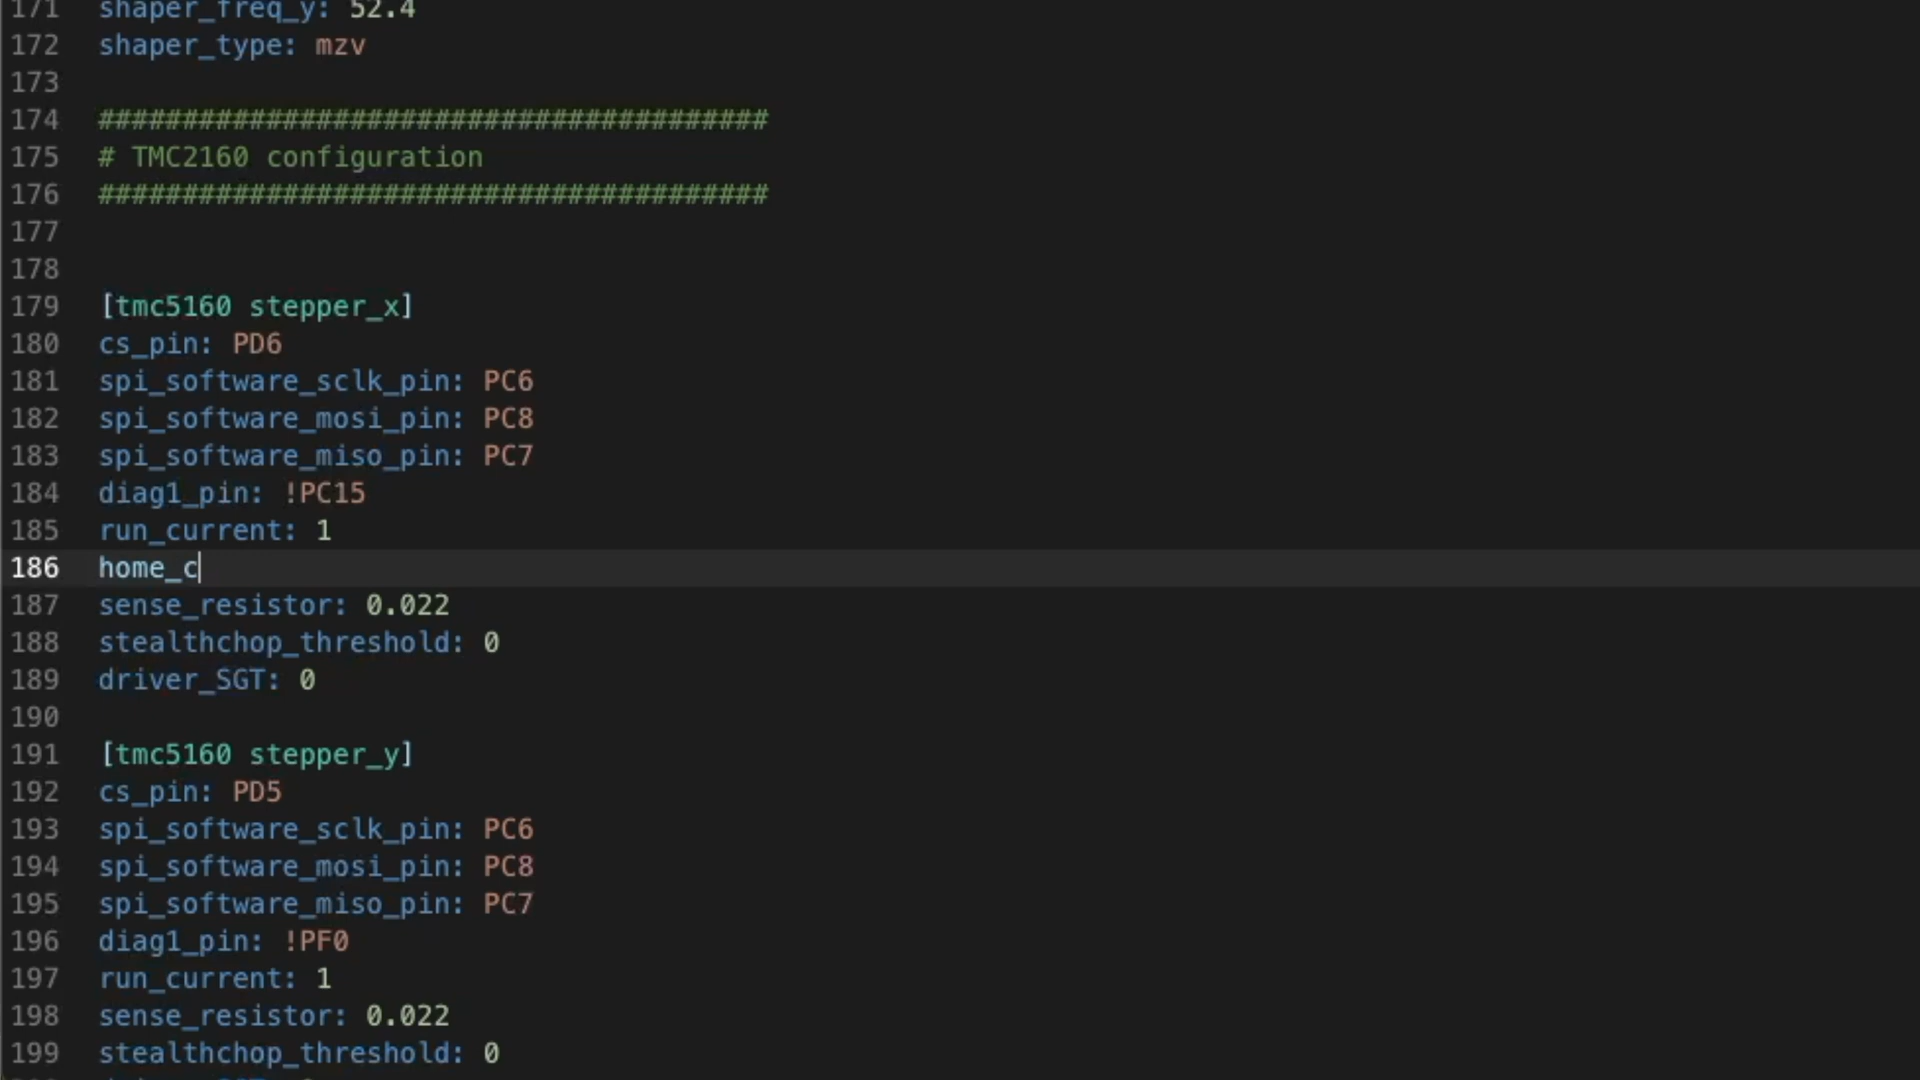 171 shaper_freq_y: 52.4
172 shaper_type: mzv
173
174 ########################################
175 # TMC2160 configuration
176 ########################################
177
178
179 [tmc5160 stepper_x]
180 cs_pin: PD6
181 spi_software_sclk_pin: PC6
182 spi_software_mosi_pin: PC8
183 spi_software_miso_pin: PC7
184 diag1_pin: !PC15
185 run_current: 1
186 home_c
187 sense_resistor: 0.022
188 stealthchop_threshold: 0
189 driver_SGT: 0
190
191 [tmc5160 stepper_y]
192 cs_pin: PD5
193 spi_software_sclk_pin: PC6
194 spi_software_mosi_pin: PC8
195 spi_software_miso_pin: PC7
196 diag1_pin: !PF0
197 run_current: 1
198 sense_resistor: 0.022
199 stealthchop_threshold: 0